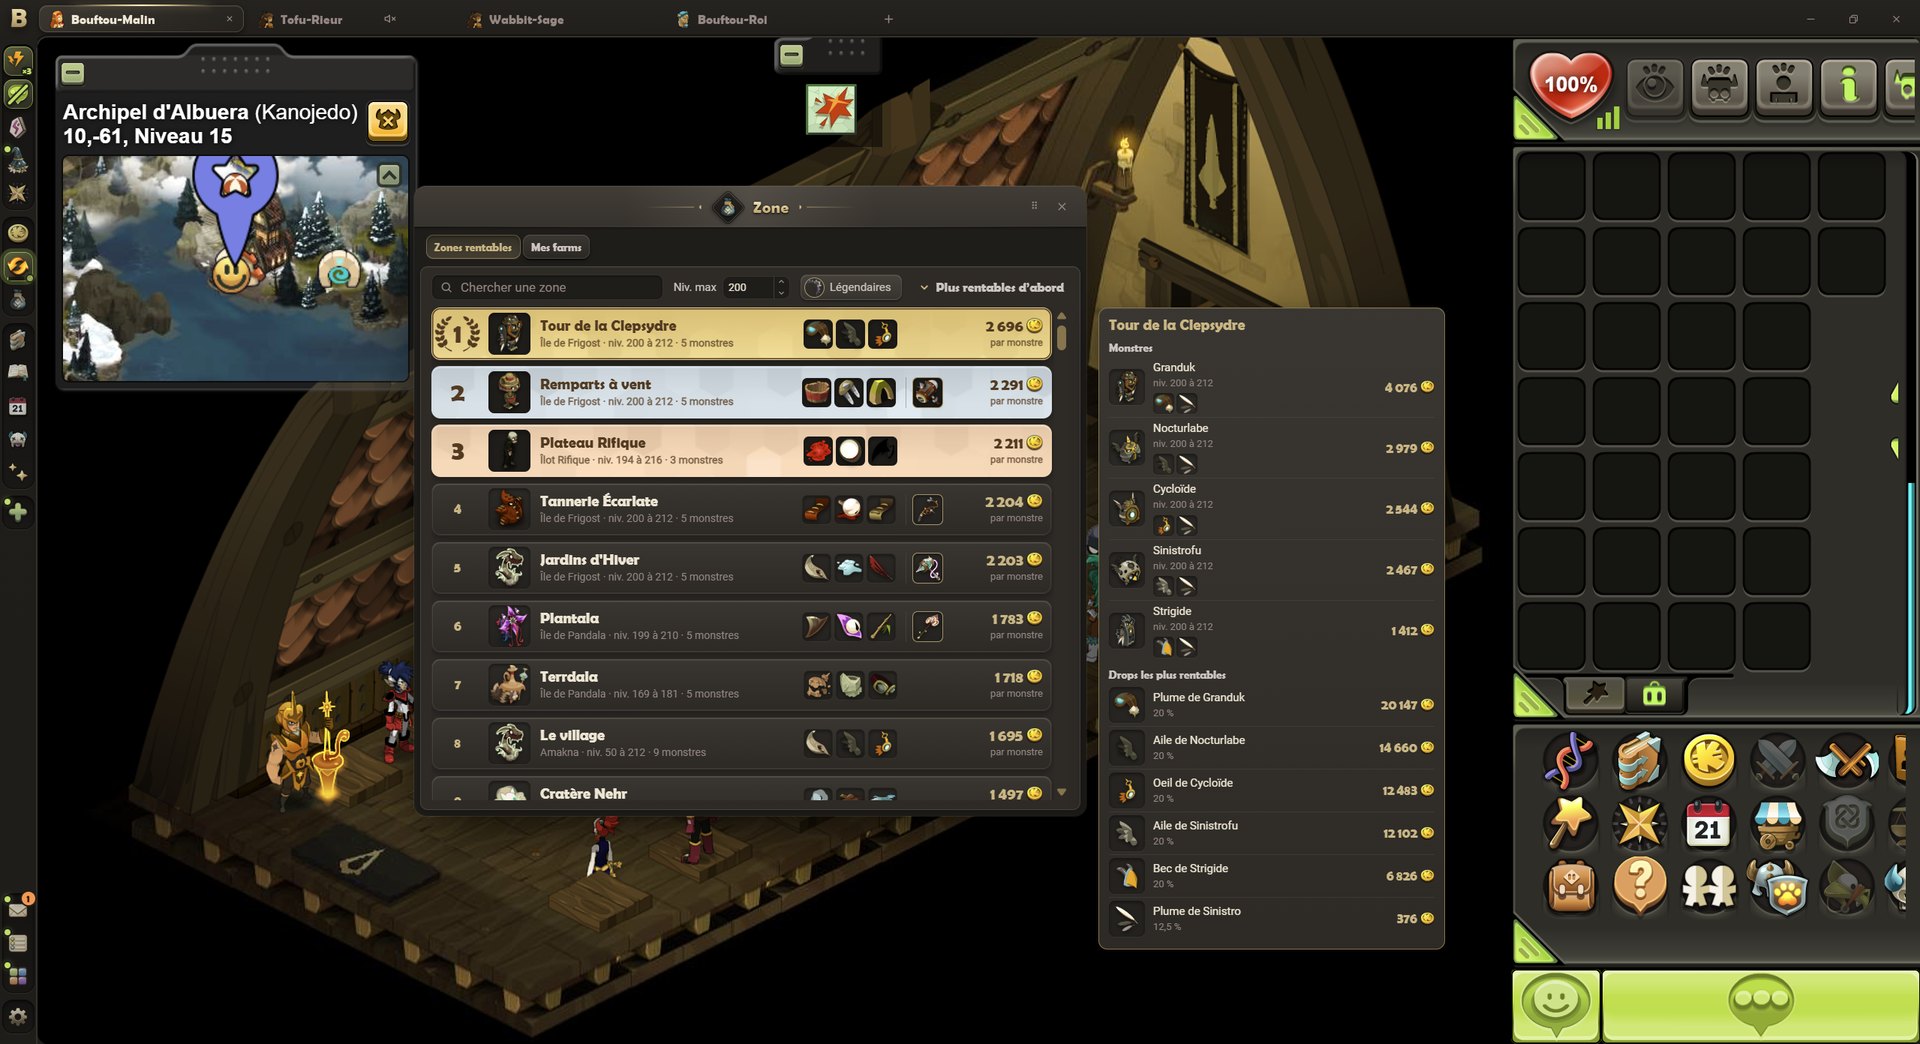 B
Bouftou-Malin
Tofu-Rieur
Wabbit-Sage
Bouftou-Roi
×3
Archipel d'Albuera (Kanojedo)
10,-61, Niveau 15
100%
Zone
Zones rentables
Mes farms
Chercher une zone
Niv. max
200
Légendaires
Plus rentables d'abord
1
Tour de la Clepsydre
Île de Frigost · niv. 200 à 212 · 5 monstres
2 696
par monstre
2
Remparts à vent
Île de Frigost · niv. 200 à 212 · 5 monstres
2 291
par monstre
3
Plateau Rifique
Îlot Rifique · niv. 194 à 216 · 3 monstres
2 211
par monstre
4
Tannerie Écarlate
Île de Frigost · niv. 200 à 212 · 5 monstres
2 204
par monstre
5
Jardins d'Hiver
Île de Frigost · niv. 200 à 212 · 5 monstres
2 203
par monstre
6
Plantala
Île de Pandala · niv. 199 à 210 · 5 monstres
1 783
par monstre
7
Terrdala
Île de Pandala · niv. 169 à 181 · 5 monstres
1 718
par monstre
8
Le village
Amakna · niv. 50 à 212 · 9 monstres
1 695
par monstre
Cratère Nehr
1 497
Tour de la Clepsydre
Monstres
Granduk
niv. 200 à 212
4 076
Nocturlabe
niv. 200 à 212
2 979
Cycloïde
niv. 200 à 212
2 544
Sinistrofu
niv. 200 à 212
2 467
Strigide
niv. 200 à 212
1 412
Drops les plus rentables
Plume de Granduk
20 %
20 147
Aile de Nocturlabe
20 %
14 660
Oeil de Cycloïde
20 %
12 483
Aile de Sinistrofu
20 %
12 102
Bec de Strigide
20 %
6 826
Plume de Sinistro
12,5 %
376
21
21
1